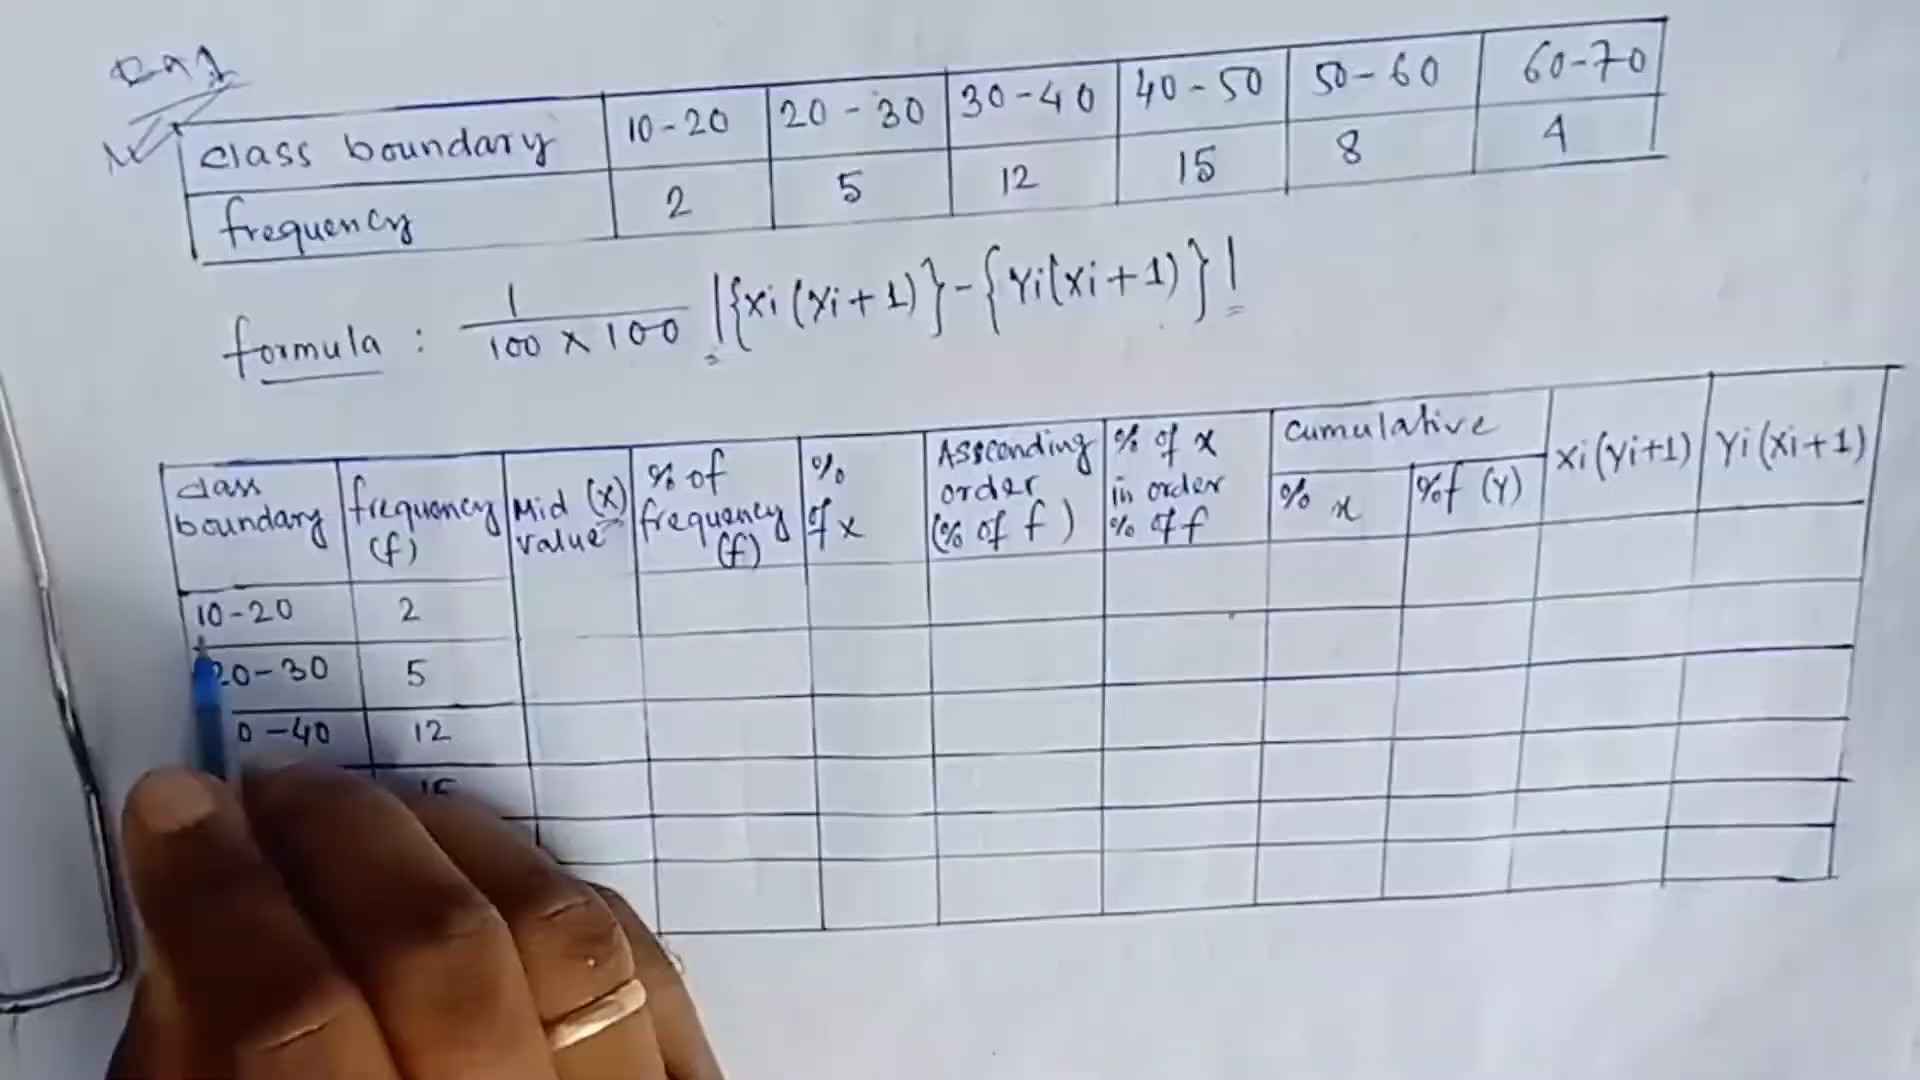 class boundary 10-20 20-30 30-40 40-50 50-60 60-70
frequency 2 5 12 15 8 4
formula : 1/100 x 100 |{xi(Yi+1)}-{Yi(xi+1)}|
class boundary
frequency (f)
Mid (x) value
% of frequency (f)
% of x
Asscending order (% of f)
% of x in order % of f
cumulative
% x
%f (Y)
xi(Yi+1)
Yi(xi+1)
10-20 2
20-30 5
0-40 12
15